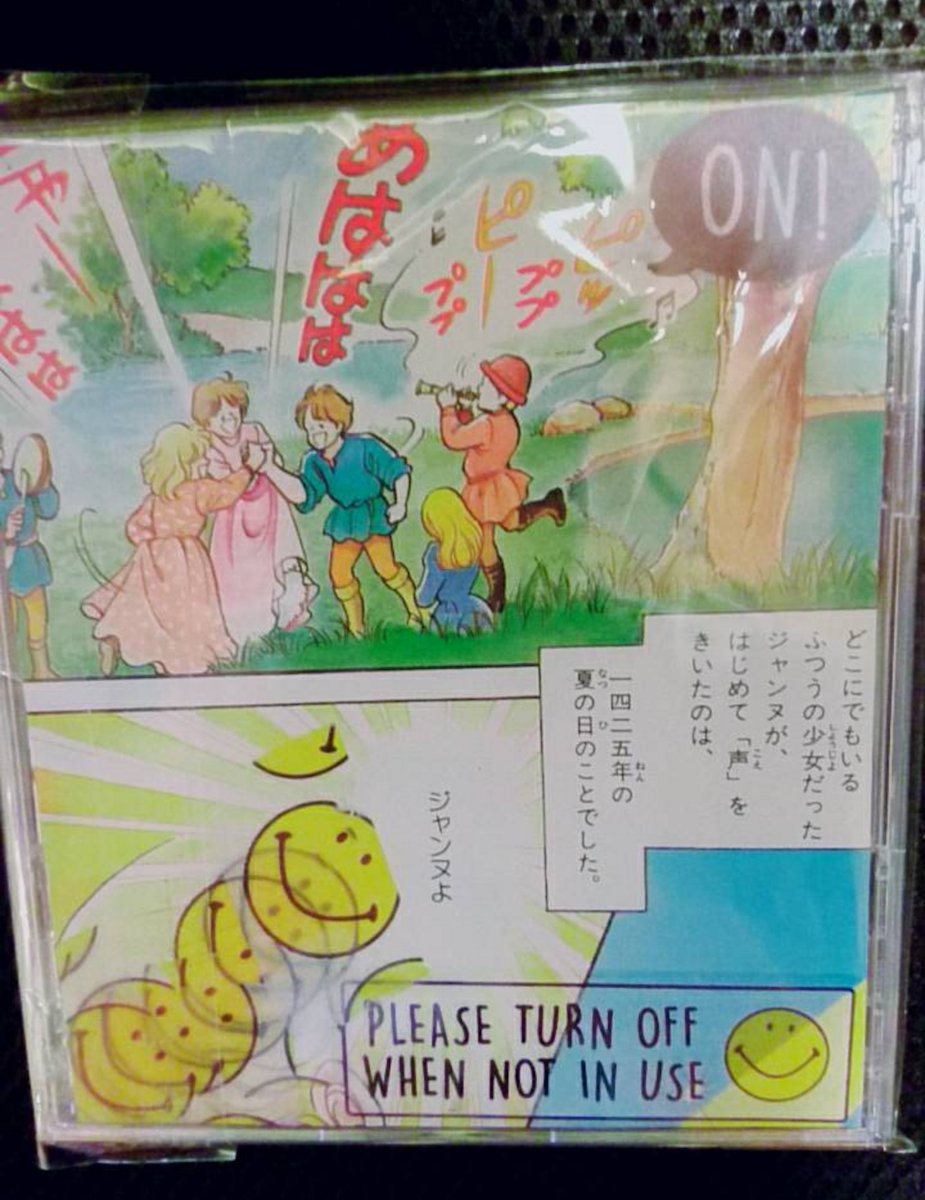 ON!
ピッ
ププ
ピー
ププ
あははは
ャー
はは
どこにでもいる
ふつうの少女だった
ジャンヌが、
はじめて「声」を
きいたのは、
一四二五年の
夏の日のことでした。
ジャンヌよ
PLEASE TURN OFF
WHEN NOT IN USE